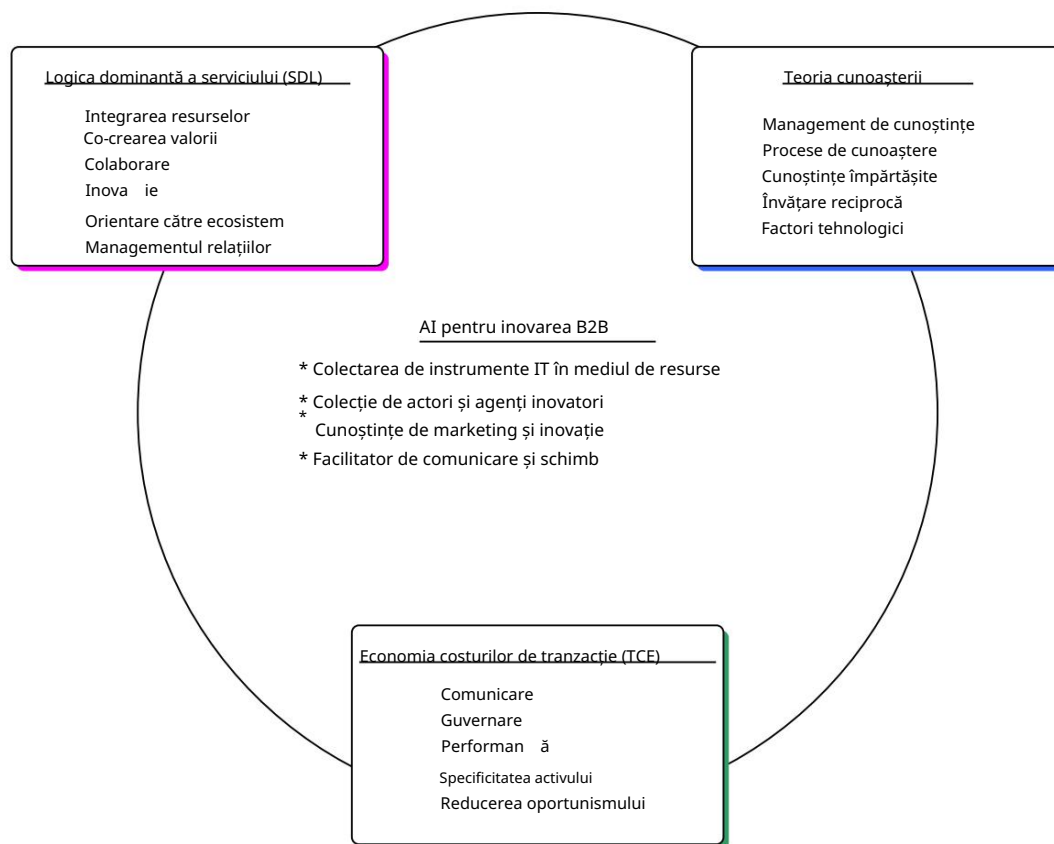 Logica dominantă a serviciului (SDL)
Integrarea resurselor
Co-crearea valorii
Colaborare
Inova ie
Orientare către ecosistem
Managementul relațiilor
Teoria cunoașterii
Management de cunoștințe
Procese de cunoaștere
Cunoștințe împărtășite
Învățare reciprocă
Factori tehnologici
AI pentru inovarea B2B
* Colectarea de instrumente IT în mediul de resurse
* Colecție de actori și agenți inovatori
* Cunoștințe de marketing și inovație
* Facilitator de comunicare și schimb
Economia costurilor de tranzacție (TCE)
Comunicare
Guvernare
Performan ă
Specificitatea activului
Reducerea oportunismului